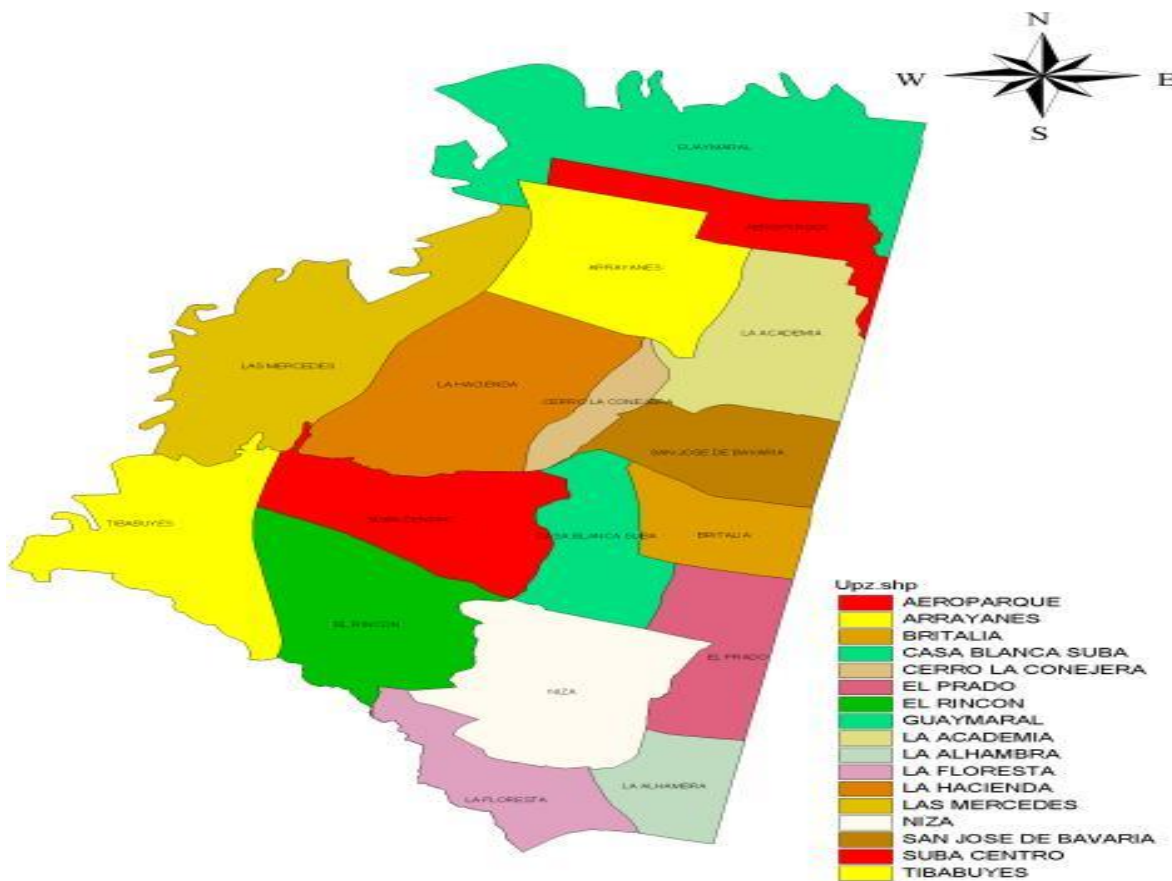 N
W E
S
GUAYMARAL
AEROPARQUE
ARRAYANES
LA ACADEMIA
LAS MERCEDES
LA HACIENDA
CERRO LA CONEJERA
SAN JOSE DE BAVARIA
TIBABUYES
SUBA CENTRO
CASA BLANCA SUBA
BRITALIA
EL RINCON
EL PRADO
NIZA
LA ALHAMBRA
LA FLORESTA
Upz.shp
AEROPARQUE
ARRAYANES
BRITALIA
CASA BLANCA SUBA
CERRO LA CONEJERA
EL PRADO
EL RINCON
GUAYMARAL
LA ACADEMIA
LA ALHAMBRA
LA FLORESTA
LA HACIENDA
LAS MERCEDES
NIZA
SAN JOSE DE BAVARIA
SUBA CENTRO
TIBABUYES